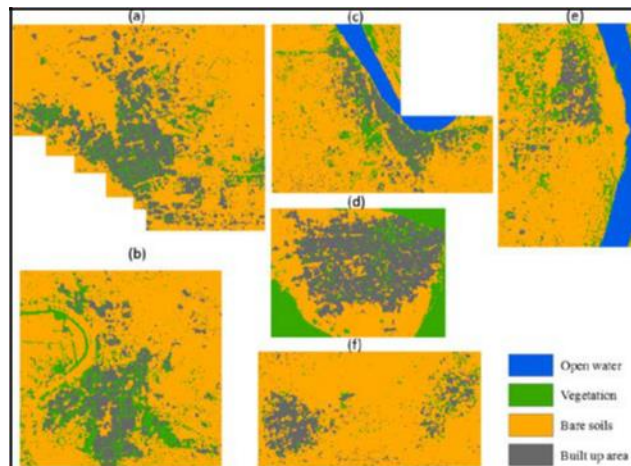 (a)
(c)
(e)
(d)
(b)
(f)
Open water
Vegetation
Bare soils
Built up area